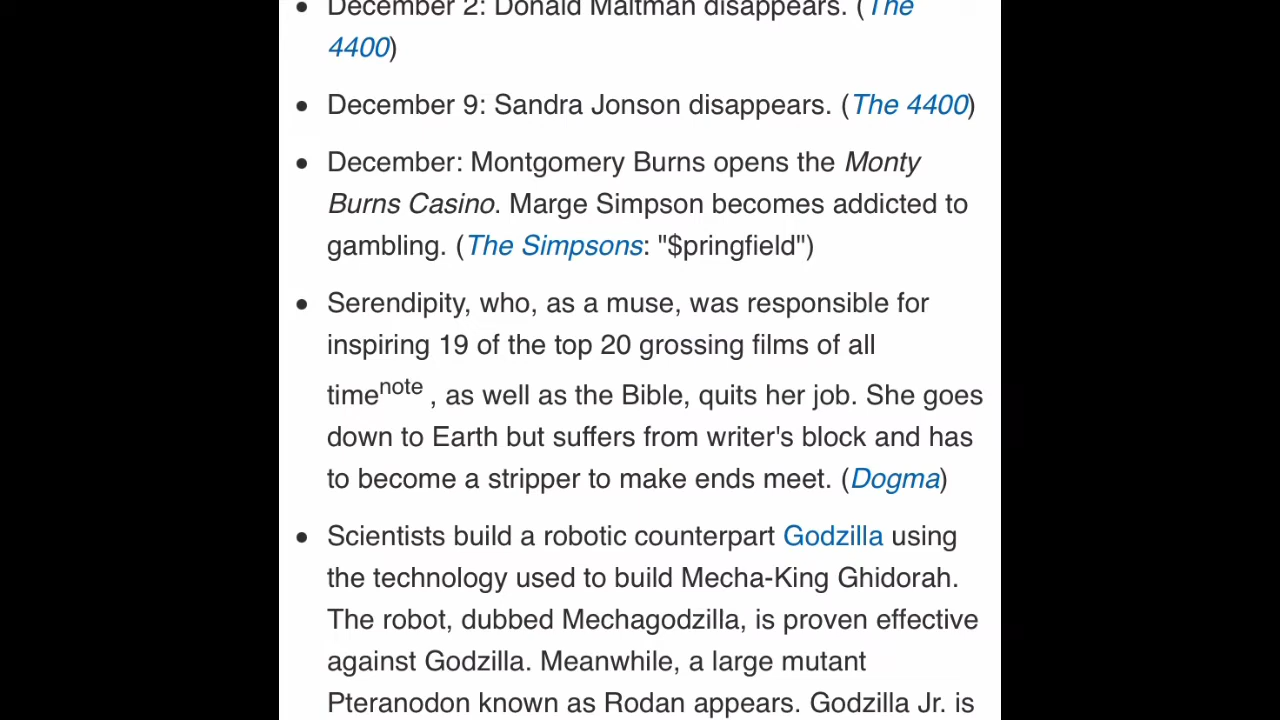 • December 2: Donald Maltman disappears. (The
4400)
• December 9: Sandra Jonson disappears. (The 4400)
• December: Montgomery Burns opens the Monty
Burns Casino. Marge Simpson becomes addicted to
gambling. (The Simpsons: "$pringfield")
• Serendipity, who, as a muse, was responsible for
inspiring 19 of the top 20 grossing films of all
timenote , as well as the Bible, quits her job. She goes
down to Earth but suffers from writer's block and has
to become a stripper to make ends meet. (Dogma)
• Scientists build a robotic counterpart Godzilla using
the technology used to build Mecha-King Ghidorah.
The robot, dubbed Mechagodzilla, is proven effective
against Godzilla. Meanwhile, a large mutant
Pteranodon known as Rodan appears. Godzilla Jr. is